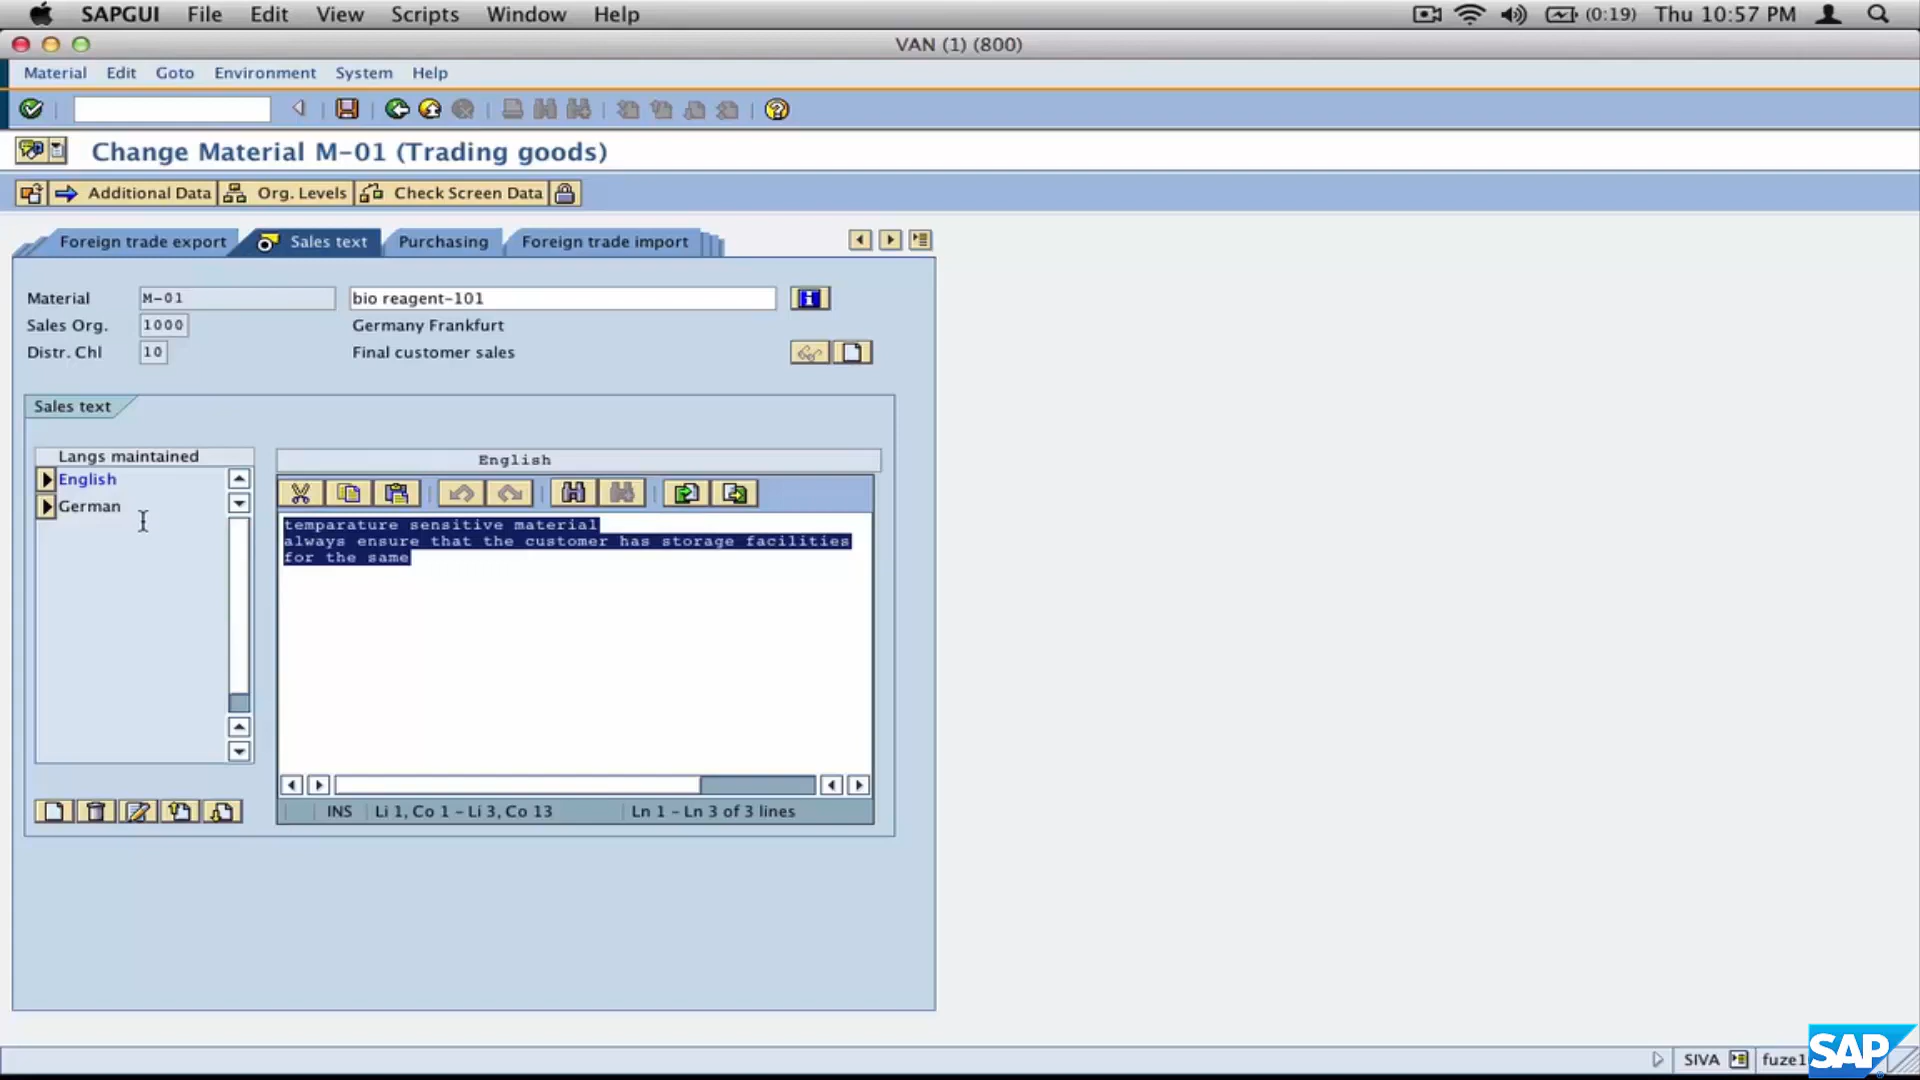 SAPGUI File Edit View Scripts Window Help (0:19) Thu 10:57 PM
VAN (1) (800)
Material Edit Goto Environment System Help
Change Material M-01 (Trading goods)
Additional Data Org. Levels Check Screen Data
Foreign trade export Sales text Purchasing Foreign trade import
Material M-01 bio reagent-101
Sales Org. 1000 Germany Frankfurt
Distr. Chl 10 Final customer sales
Sales text
Langs maintained
English
German
English
temparature sensitive material
always ensure that the customer has storage facilities
for the same
INS Li 1, Co 1 - Li 3, Co 13 Ln 1 - Ln 3 of 3 lines
SIVA fuze1
SAP